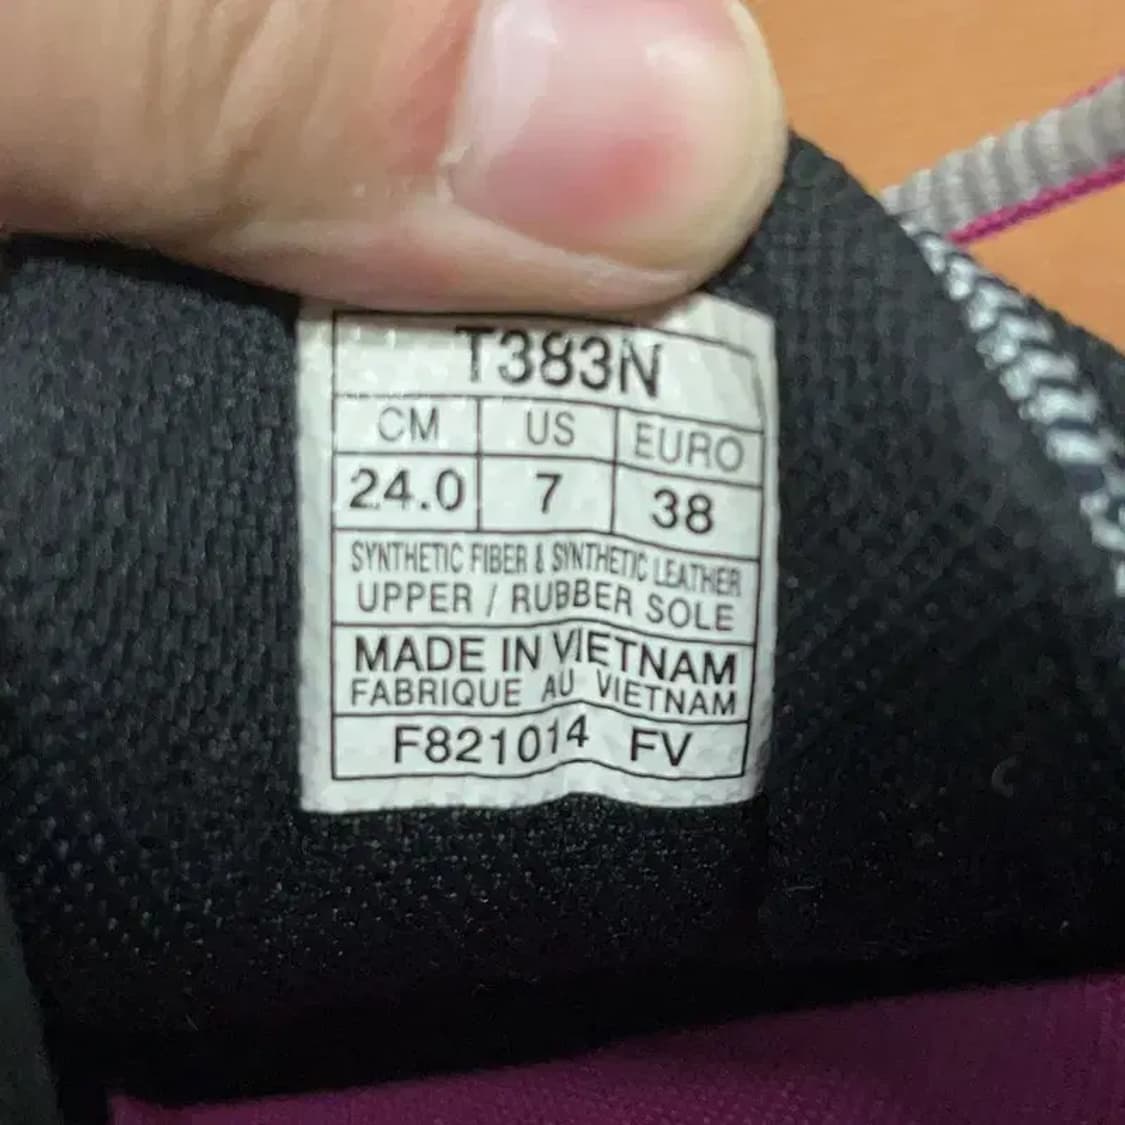 T383N
CM US EURO
24.0 7 38
SYNTHETIC FIBER & SYNTHETIC LEATHER
UPPER / RUBBER SOLE
MADE IN VIETNAM
FABRIQUE AU VIETNAM
F821014 FV